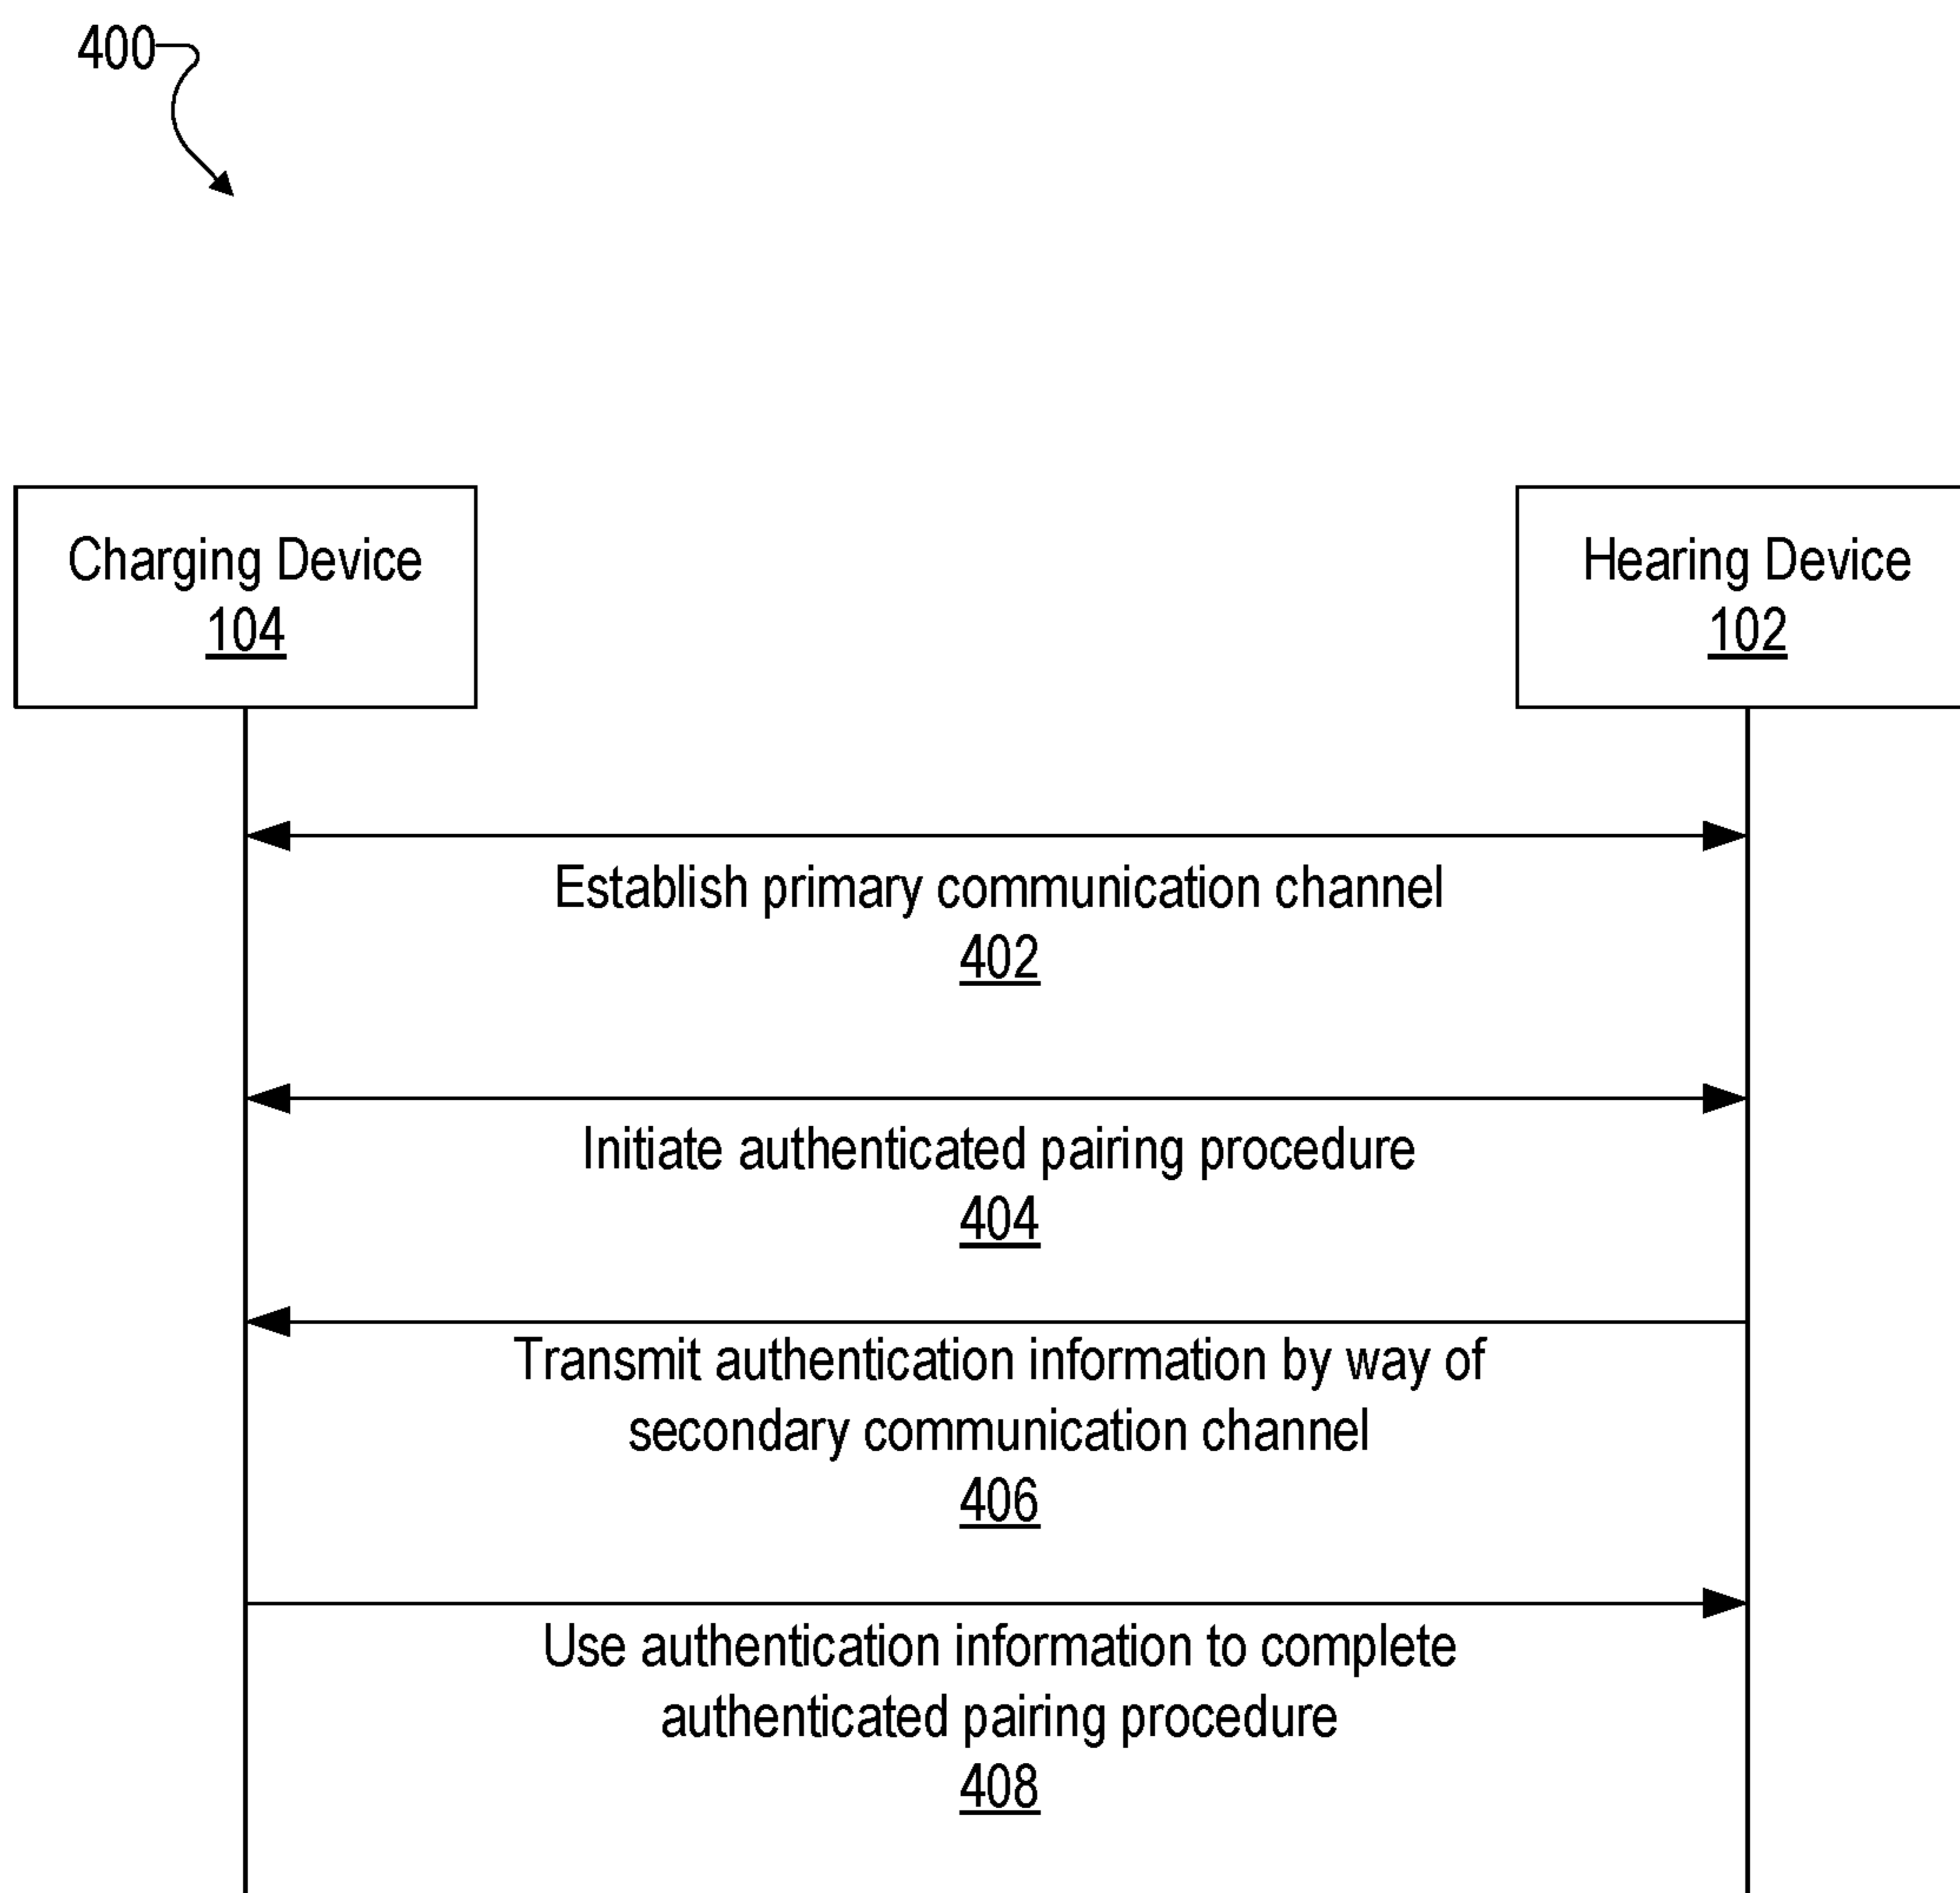 400
Charging Device
104
Hearing Device
102
Establish primary communication channel
402
Initiate authenticated pairing procedure
404
Transmit authentication information by way of
secondary communication channel
406
Use authentication information to complete
authenticated pairing procedure
408